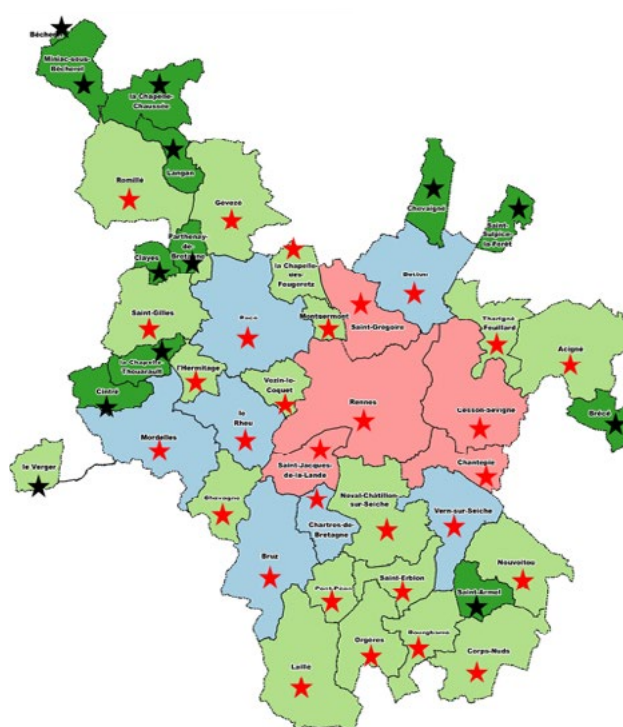 Bécherel
Miniac-sous-
Bécherel
la Chapelle-
Chaussée
Langan
Romillé
Gévezé
Chevaigné
Saint-
Sulpice-la-Forêt
Parthenay-
de-
Bretagne
Clayes
la Chapelle-
des-
Fougeretz
Betton
Saint-Gilles
Pacé
Montgermont
Saint-Grégoire
Thorigné
Fouillard
Acigné
la Chapelle-
Thouarault
l'Hermitage
Vezin-le-
Coquet
Cintré
Rennes
Cesson-Sévigné
Brécé
le
Rheu
Mordelles
Saint-Jacques-
de-la-Lande
Chantepie
le Verger
Chavagne
Noyal-Châtillon-
sur-Seiche
Chartres-de-
Bretagne
Vern-sur-Seiche
Bruz
Nouvoitou
Saint-Erblon
Pont-Péan
Saint-Armel
Orgères
Bourgbarré
Corps-Nuds
Laillé